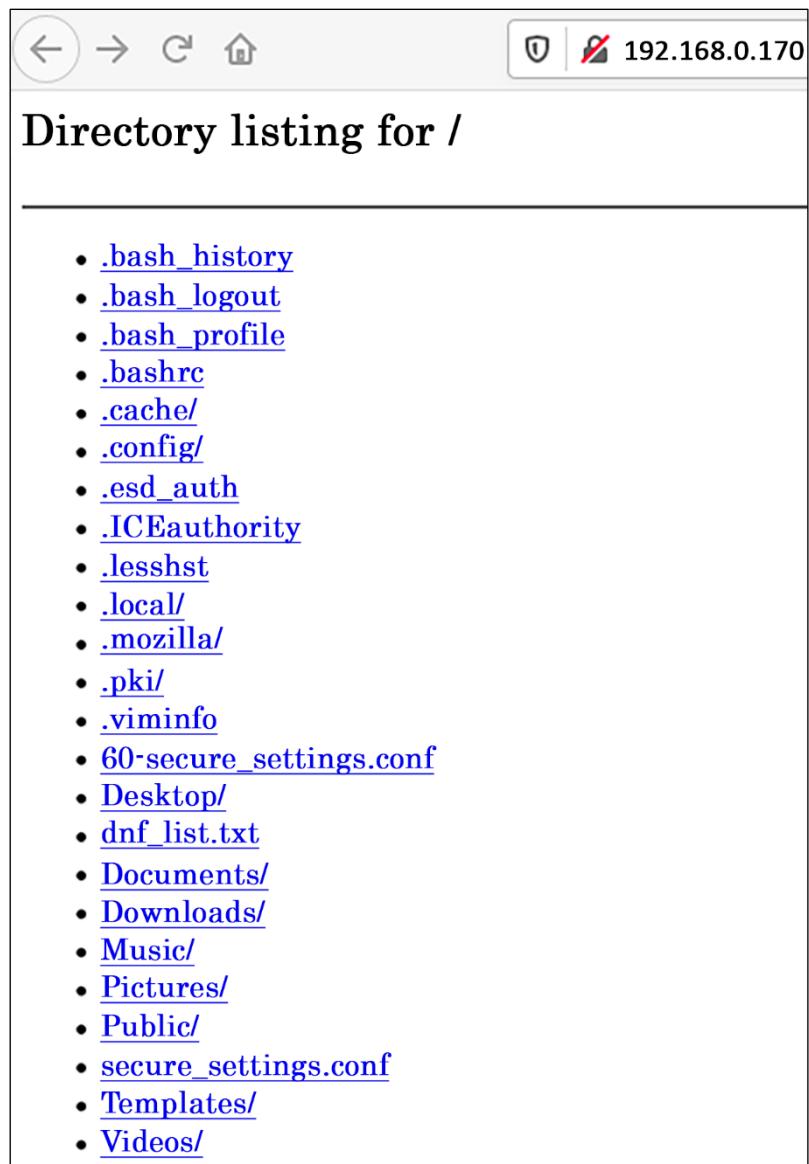 192.168.0.170
Directory listing for /
.bash_history
.bash_logout
.bash_profile
.bashrc
.cache/
.config/
.esd_auth
.ICEauthority
.lesshst
.local/
.mozilla/
.pki/
.viminfo
60-secure_settings.conf
Desktop/
dnf_list.txt
Documents/
Downloads/
Music/
Pictures/
Public/
secure_settings.conf
Templates/
Videos/